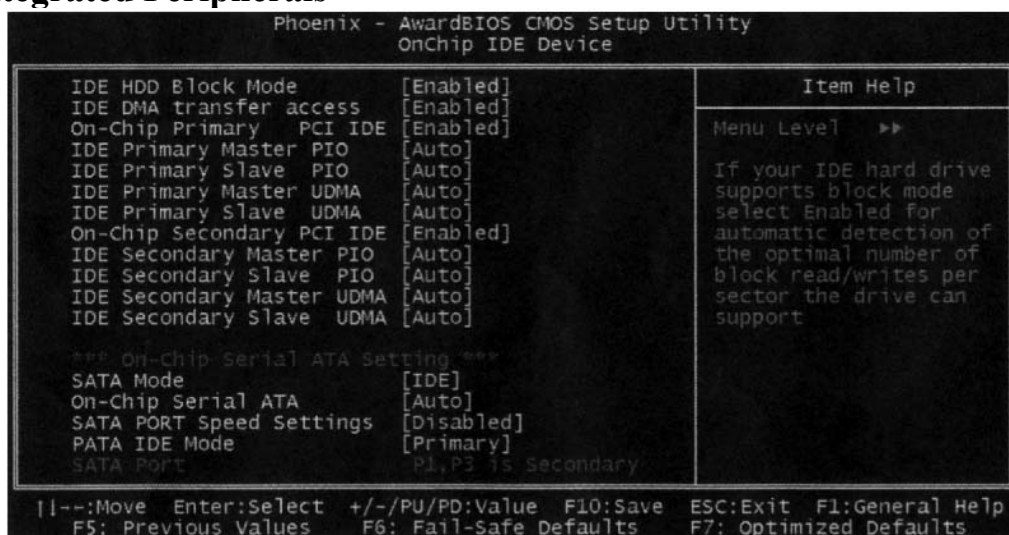 tegrated Peripherals
Phoenix - AwardBIOS CMOS Setup Utility
OnChip IDE Device
IDE HDD Block Mode [Enabled]
IDE DMA transfer access [Enabled]
On-Chip Primary PCI IDE [Enabled]
IDE Primary Master PIO [Auto]
IDE Primary Slave PIO [Auto]
IDE Primary Master UDMA [Auto]
IDE Primary Slave UDMA [Auto]
On-Chip Secondary PCI IDE [Enabled]
IDE Secondary Master PIO [Auto]
IDE Secondary Slave PIO [Auto]
IDE Secondary Master UDMA [Auto]
IDE Secondary Slave UDMA [Auto]
*** On-Chip Serial ATA Setting ***
SATA Mode [IDE]
On-Chip Serial ATA [Auto]
SATA PORT Speed Settings [Disabled]
PATA IDE Mode [Primary]
SATA Port P1,P3 is Secondary
Item Help
Menu Level ▸▸
If your IDE hard drive
supports block mode
select Enabled for
automatic detection of
the optimal number of
block read/writes per
sector the drive can
support
||--:Move Enter:Select +/-/PU/PD:Value F10:Save ESC:Exit F1:General Help
F5: Previous Values F6: Fail-Safe Defaults F7: Optimized Defaults